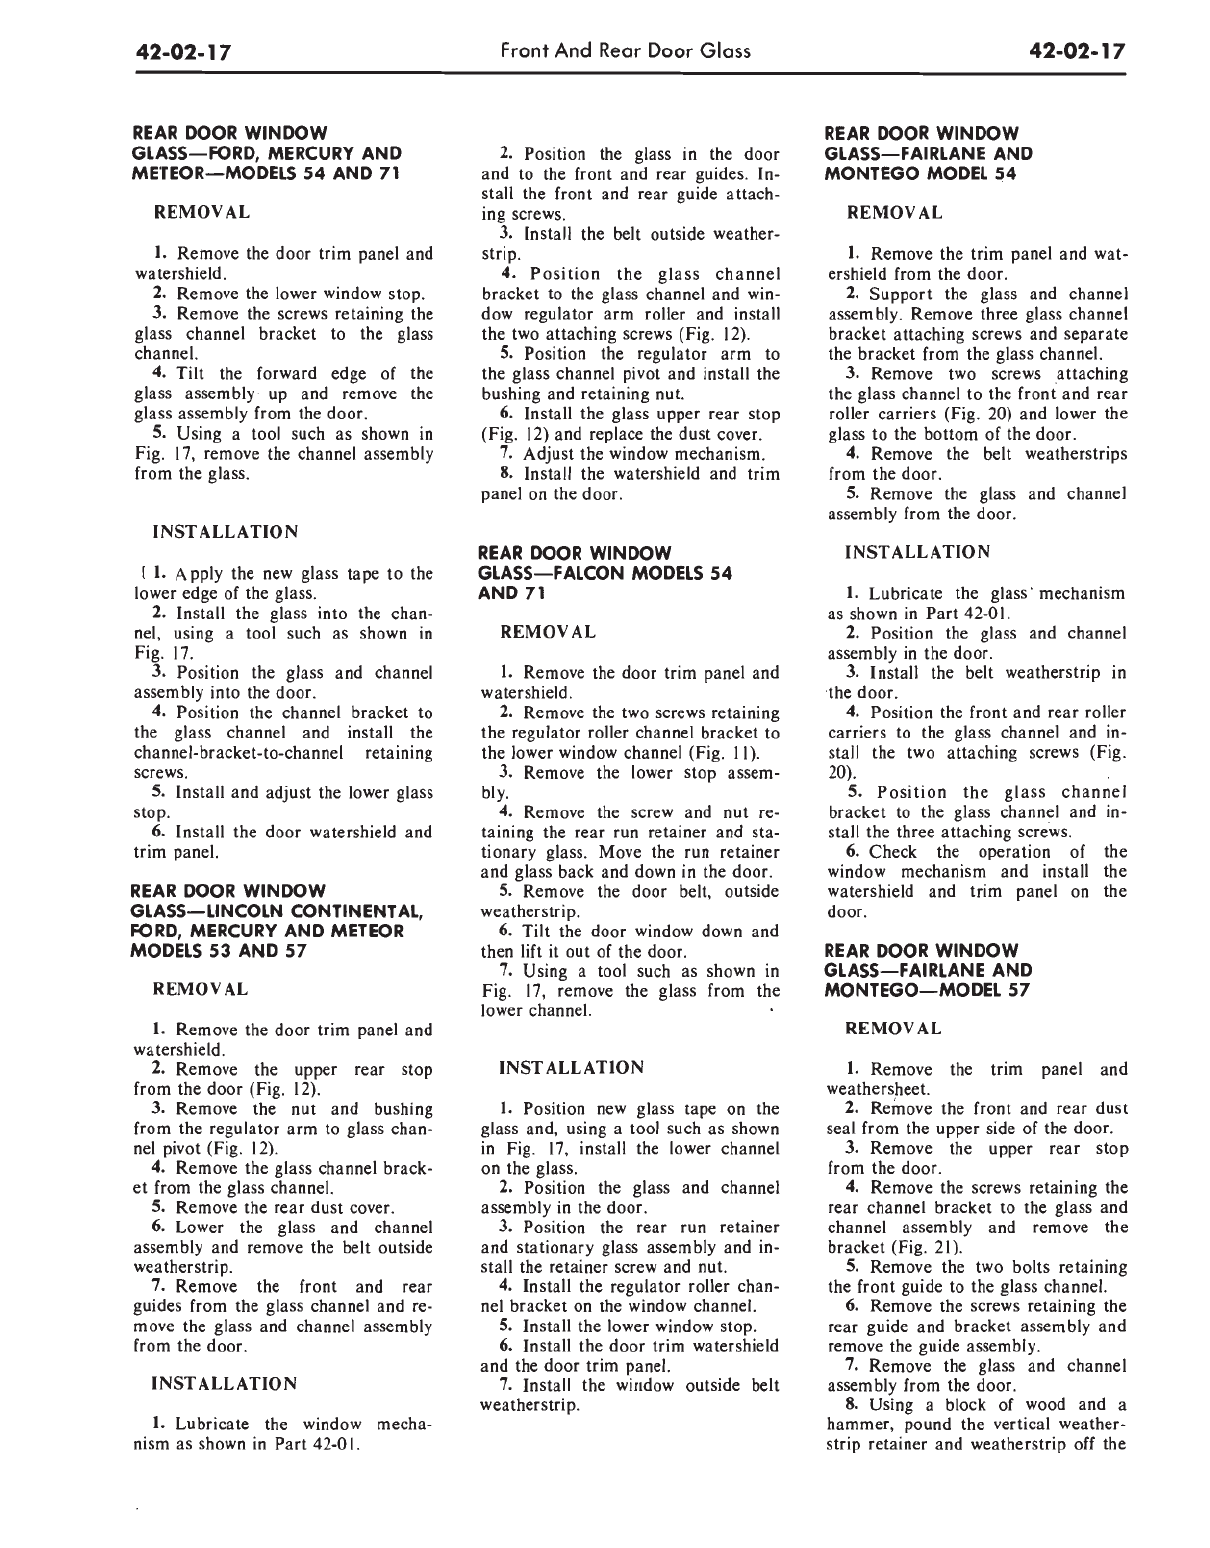 42-02-17
Front And Rear Door Glass
42-02-17
REAR DOOR WINDOW
GLASS—FORD, MERCURY AND
METEOR—MODELS 54 AND 71
REMOVAL
1. Remove the door trim panel and
watershield.
2. Remove the lower window stop.
3. Remove the screws retaining the
glass channel bracket to the glass
channel.
4. Tilt the forward edge of the
glass assembly up and remove the
glass assembly from the door.
5. Using a tool such as shown in
Fig. 17, remove the channel assembly
from the glass.
INSTALLATION
1. Apply the new glass tape to the
lower edge of the glass.
2. Install the glass into the chan-
nel, using a tool such as shown in
Fig. 17.
3. Position the glass and channel
assembly into the door.
4. Position the channel bracket to
the glass channel and install the
channel-bracket-to-channel retaining
screws.
5. Install and adjust the lower glass
stop.
6. Install the door watershield and
trim panel.
REAR DOOR WINDOW
GLASS—LINCOLN CONTINENTAL,
FORD, MERCURY AND METEOR
MODELS 53 AND 57
REMOVAL
1. Remove the door trim panel and
watershield.
2. Remove the upper rear stop
from the door (Fig. 12).
3. Remove the nut and bushing
from the regulator arm to glass chan-
nel pivot (Fig. 12).
4. Remove the glass channel brack-
et from the glass channel.
5. Remove the rear dust cover.
6. Lower the glass and channel
assembly and remove the belt outside
weatherstrip.
7. Remove the front and rear
guides from the glass channel and re-
move the glass and channel assembly
from the door.
INSTALLATION
1. Lubricate the window mecha-
nism as shown in Part 42-01.
2. Position the glass in the door
and to the front and rear guides. In-
stall the front and rear guide attach-
ing screws.
3. Install the belt outside weather-
strip.
4. Position the glass channel
bracket to the glass channel and win-
dow regulator arm roller and install
the two attaching screws (Fig. 12).
5. Position the regulator arm to
the glass channel pivot and install the
bushing and retaining nut.
6. Install the glass upper rear stop
(Fig. 12) and replace the dust cover.
7. Adjust the window mechanism.
8. Install the watershield and trim
panel on the door.
REAR DOOR WINDOW
GLASS—FALCON MODELS 54
AND 71
REMOVAL
1. Remove the door trim panel and
watershield.
2. Remove the two screws retaining
the regulator roller channel bracket to
the lower window channel (Fig. 11).
3. Remove the lower stop assem-
bly.
4. Remove the screw and nut re-
taining the rear run retainer and sta-
tionary glass. Move the run retainer
and glass back and down in the door.
5. Remove the door belt, outside
weatherstrip.
6. Tilt the door window down and
then lift it out of the door.
7. Using a tool such as shown in
Fig. 17, remove the glass from the
lower channel.
INSTALLATION
1. Position new glass tape on the
glass and, using a tool such as shown
in Fig. 17, install the lower channel
on the glass.
2. Position the glass and channel
assembly in the door.
3. Position the rear run retainer
and stationary glass assembly and in-
stall the retainer screw and nut.
4. Install the regulator roller chan-
nel bracket on the window channel.
5. Install the lower window stop.
6. Install the door trim watershield
and the door trim panel.
7. Install the window outside belt
weatherstrip.
REAR DOOR WINDOW
GLASS—FAIRLANE AND
MONTEGO MODEL 54
REMOVAL
1. Remove the trim panel and wat-
ershield from the door.
2. Support the glass and channel
assembly. Remove three glass channel
bracket attaching screws and separate
the bracket from the glass channel.
3. Remove two screws attaching
the glass channel to the front and rear
roller carriers (Fig. 20) and lower the
glass to the bottom of the door.
4. Remove the belt weatherstrips
from the door.
5. Remove the glass and channel
assembly from the door.
INSTALLATION
1. Lubricate the glass mechanism
as shown in Part 42-01.
2. Position the glass and channel
assembly in the door.
3. Install the belt weatherstrip in
the door.
4. Position the front and rear roller
carriers to the glass channel and in-
stall the two attaching screws (Fig.
20).
5. Position the glass channel
bracket to the glass channel and in-
stall the three attaching screws.
6. Check the operation of the
window mechanism and install the
watershield and trim panel on the
door.
REAR DOOR WINDOW
GLASS—FAIRLANE AND
MONTEGO—MODEL 57
REMOVAL
1. Remove the trim panel and
weathersheet.
2. Remove the front and rear dust
seal from the upper side of the door.
3. Remove the upper rear stop
from the door.
4. Remove the screws retaining the
rear channel bracket to the glass and
channel assembly and remove the
bracket (Fig. 21).
5. Remove the two bolts retaining
the front guide to the glass channel.
6. Remove the screws retaining the
rear guide and bracket assembly and
remove the guide assembly.
7. Remove the glass and channel
assembly from the door.
8. Using a block of wood and a
hammer, pound the vertical weather-
strip retainer and weatherstrip off the